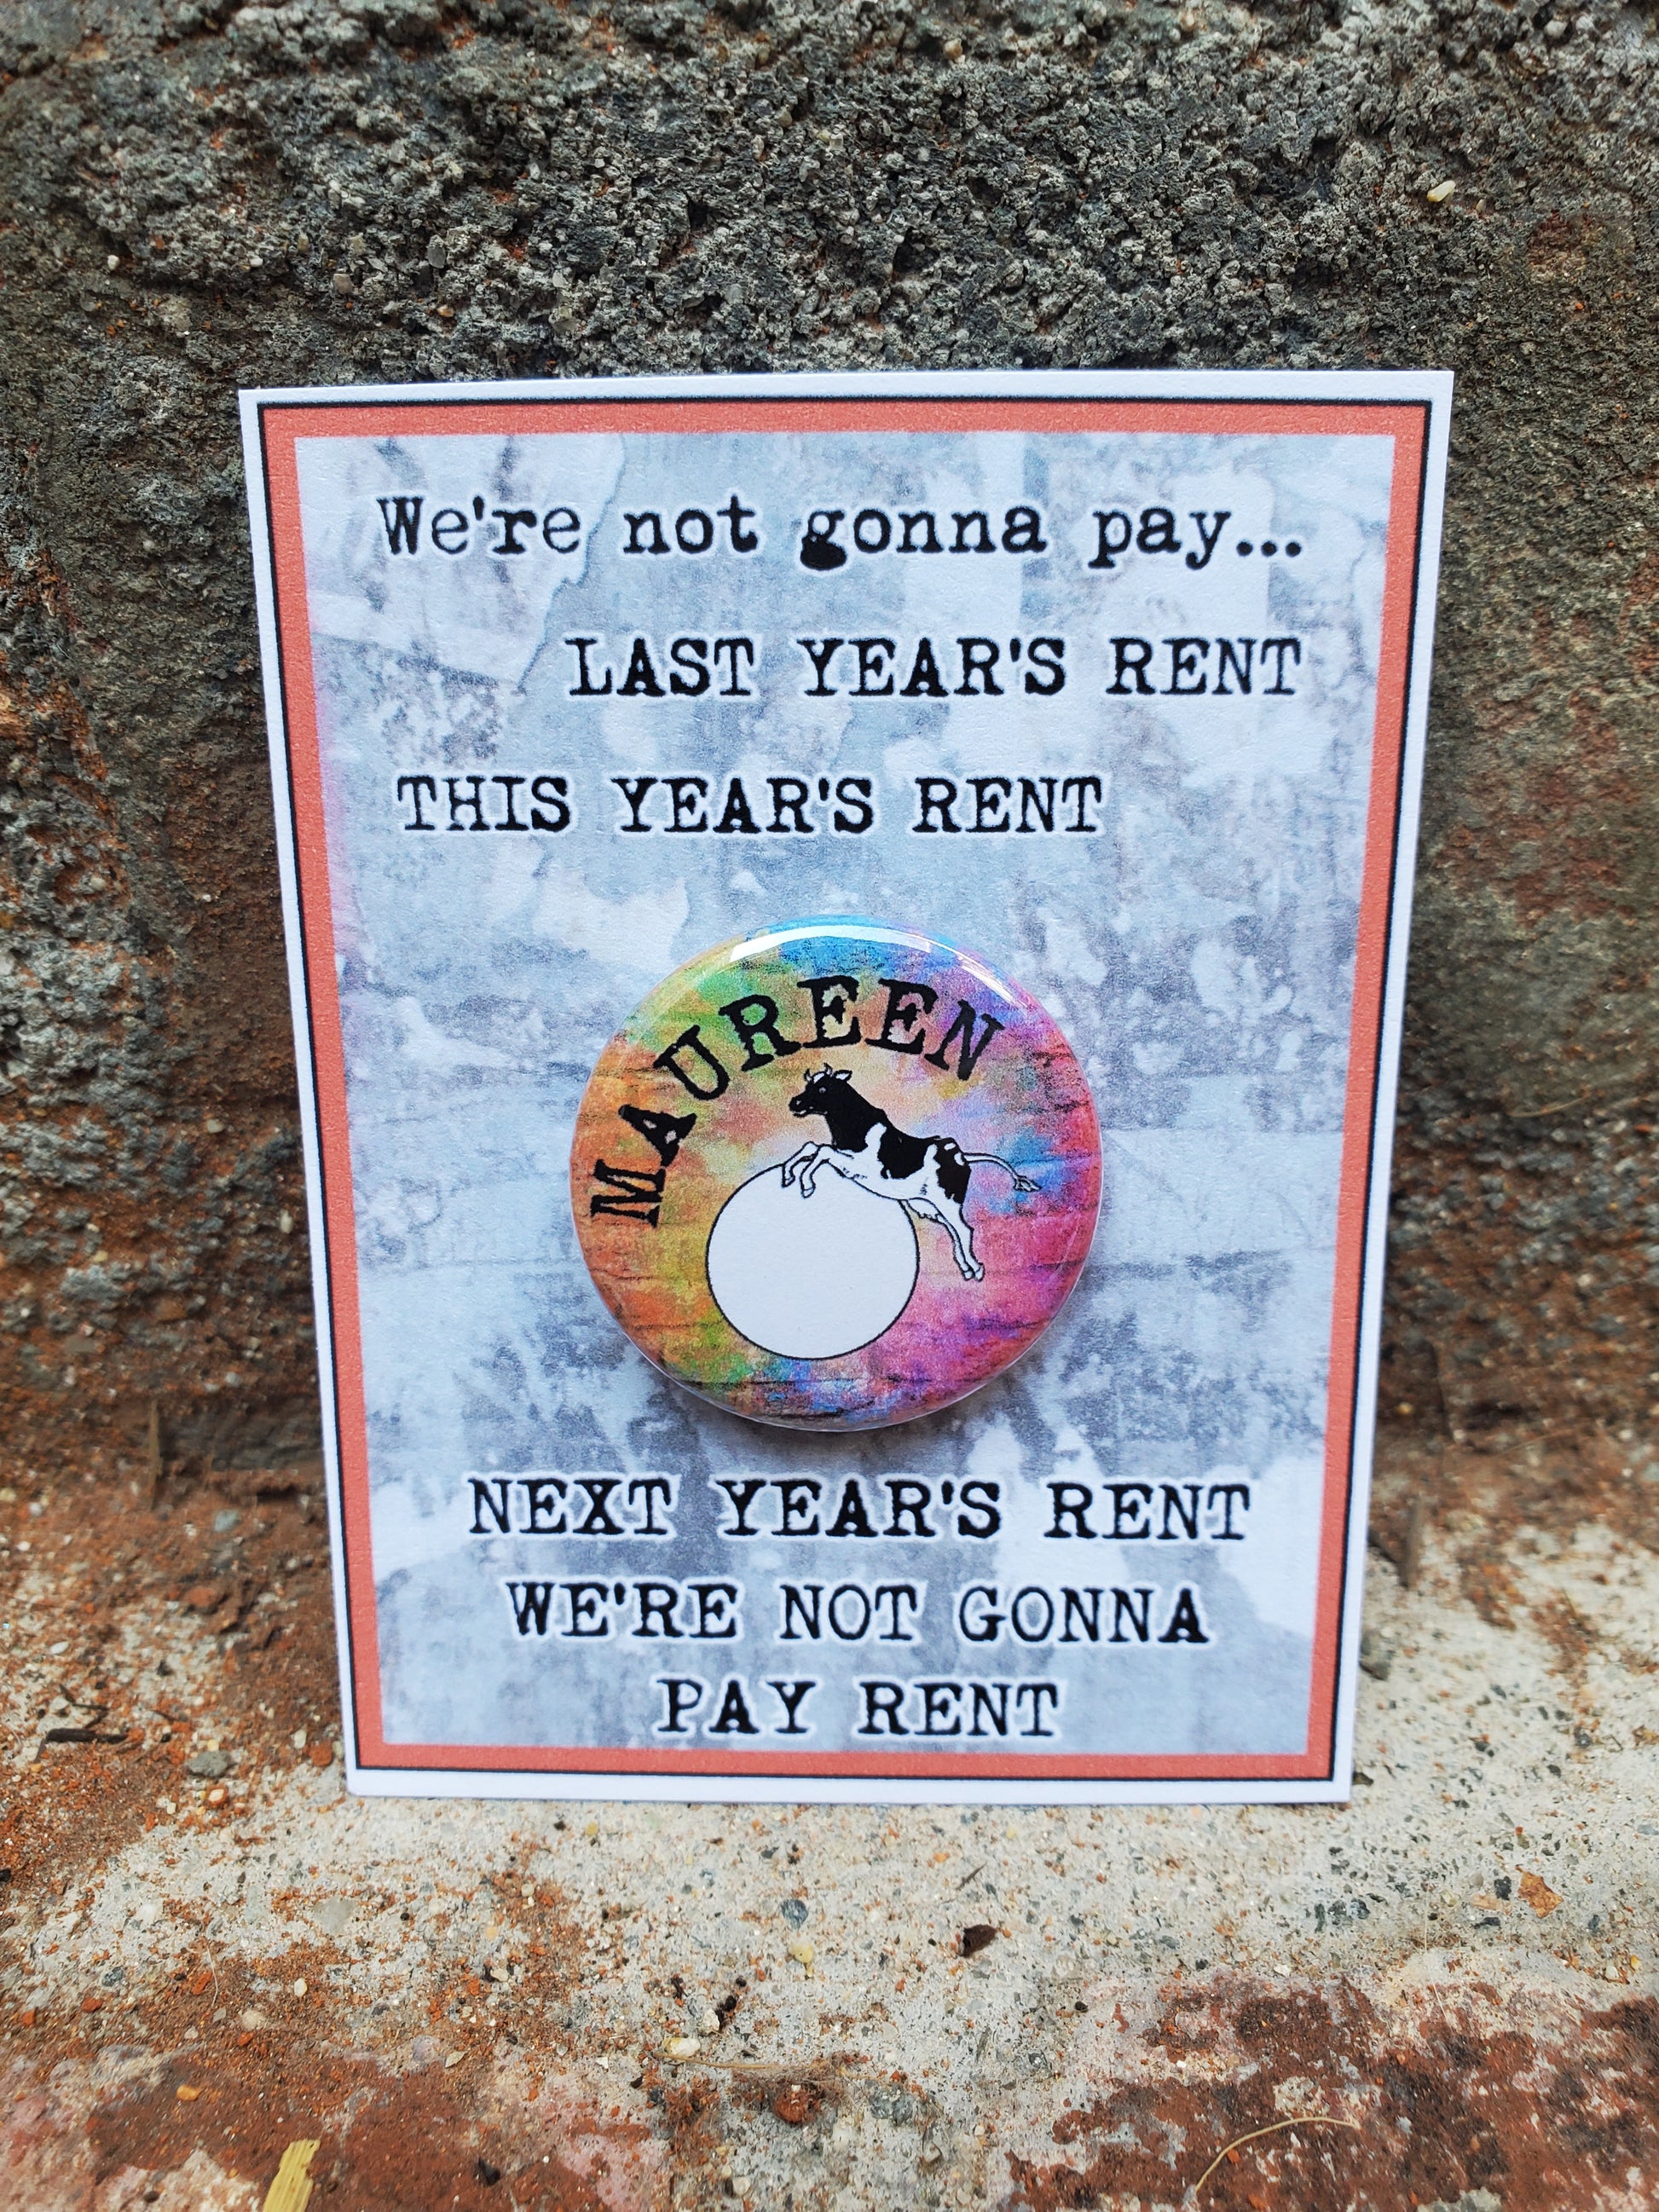 We're not gonna pay...
LAST YEAR'S RENT
THIS YEAR'S RENT
MAUREEN
NEXT YEAR'S RENT
WE'RE NOT GONNA
PAY RENT